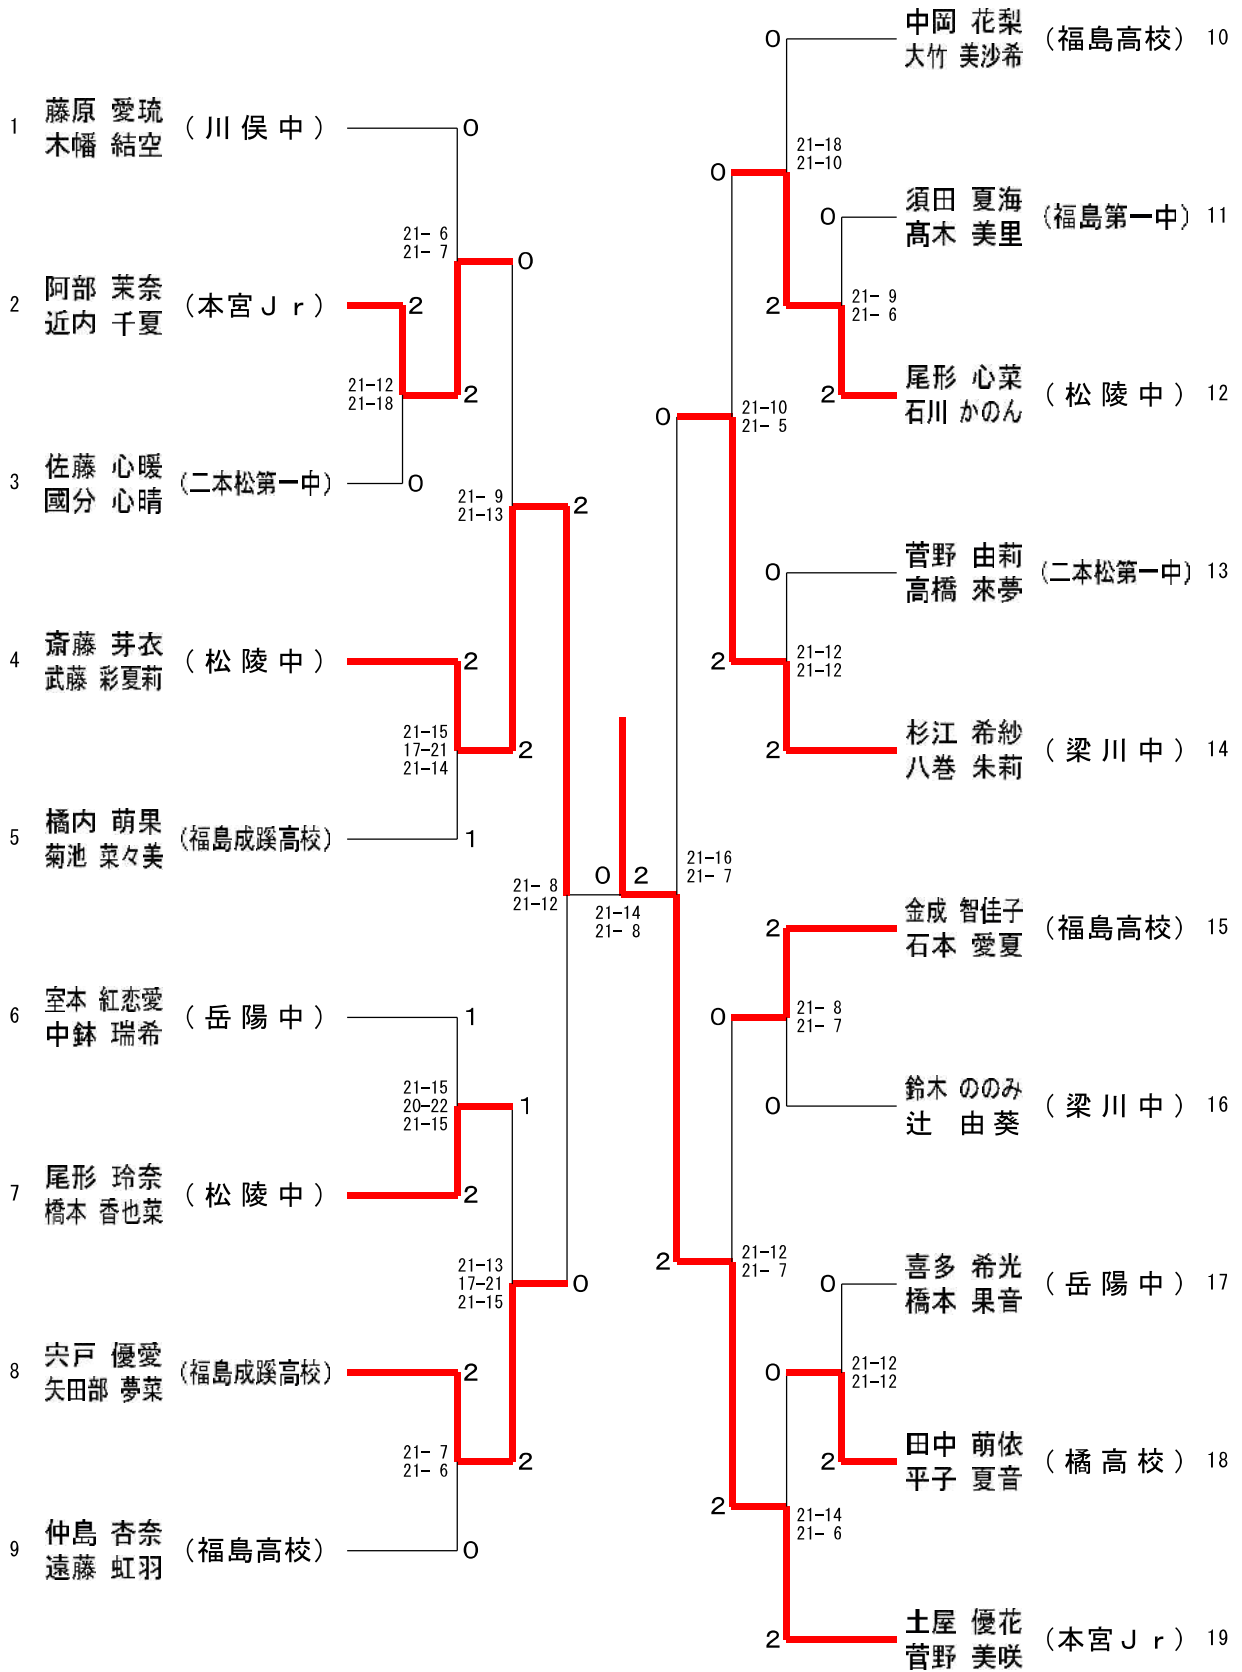 1 藤原 愛琉 木幡 結空 (川俣中) 0
21- 6
21- 7
0
2 阿部 茉奈 近内 千夏 (本宮Jr) 2
21-12
21-18
2
3 佐藤 心暖 國分 心晴 (二本松第一中) 0
21- 9
21-13
2
4 斎藤 芽衣 武藤 彩夏莉 (松陵中) 2
21-15
17-21
21-14
2
5 橘内 萌果 菊池 菜々美 (福島成蹊高校) 1
21- 8
21-12
6 室本 紅恋愛 中鉢 瑞希 (岳陽中) 1
21-15
20-22
21-15
1
7 尾形 玲奈 橋本 香也菜 (松陵中) 2
21-13
17-21
21-15
0
8 宍戸 優愛 矢田部 夢菜 (福島成蹊高校) 2
21- 7
21- 6
2
9 仲島 杏奈 遠藤 虹羽 (福島高校) 0
0 2
21-14
21- 8
0 中岡 花梨 大竹 美沙希 (福島高校) 10
0
21-18
21-10
0 須田 夏海 髙木 美里 (福島第一中) 11
2
21- 9
21- 6
2 尾形 心菜 石川 かのん (松陵中) 12
0
21-10
21- 5
0 菅野 由莉 高橋 來夢 (二本松第一中) 13
2
21-12
21-12
2 杉江 希紗 八巻 朱莉 (梁川中) 14
21-16
21- 7
2 金成 智佳子 石本 愛夏 (福島高校) 15
0
21- 8
21- 7
0 鈴木 ののみ 辻 由葵 (梁川中) 16
2
21-12
21- 7
0 喜多 希光 橋本 果音 (岳陽中) 17
0
21-12
21-12
2 田中 萌依 平子 夏音 (橘高校) 18
2
21-14
21- 6
2 土屋 優花 菅野 美咲 (本宮Jr) 19